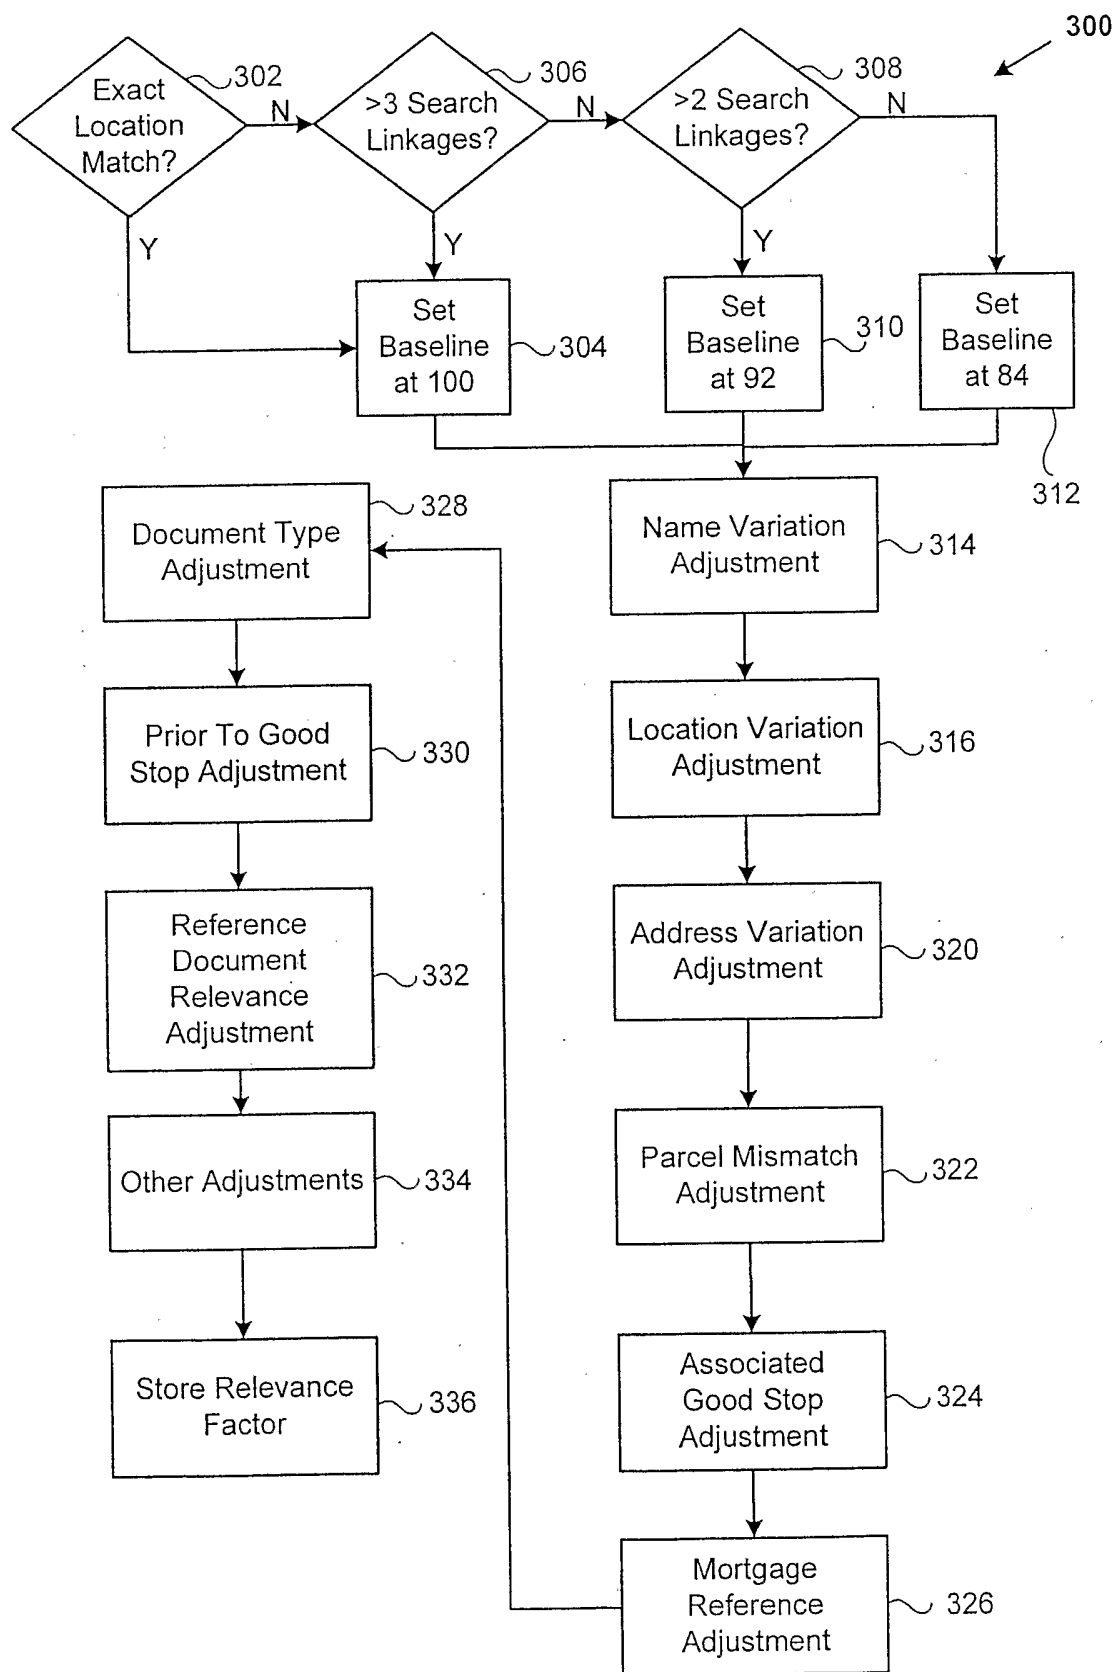 300
302
Exact
Location
Match?
N
Y
306
>3 Search
Linkages?
N
Y
308
>2 Search
Linkages?
N
Y
Set
Baseline
at 100
304
Set
Baseline
at 92
310
Set
Baseline
at 84
312
Name Variation
Adjustment
314
Location Variation
Adjustment
316
Address Variation
Adjustment
320
Parcel Mismatch
Adjustment
322
Associated
Good Stop
Adjustment
324
Mortgage
Reference
Adjustment
326
Document Type
Adjustment
328
Prior To Good
Stop Adjustment
330
Reference
Document
Relevance
Adjustment
332
Other Adjustments
334
Store Relevance
Factor
336